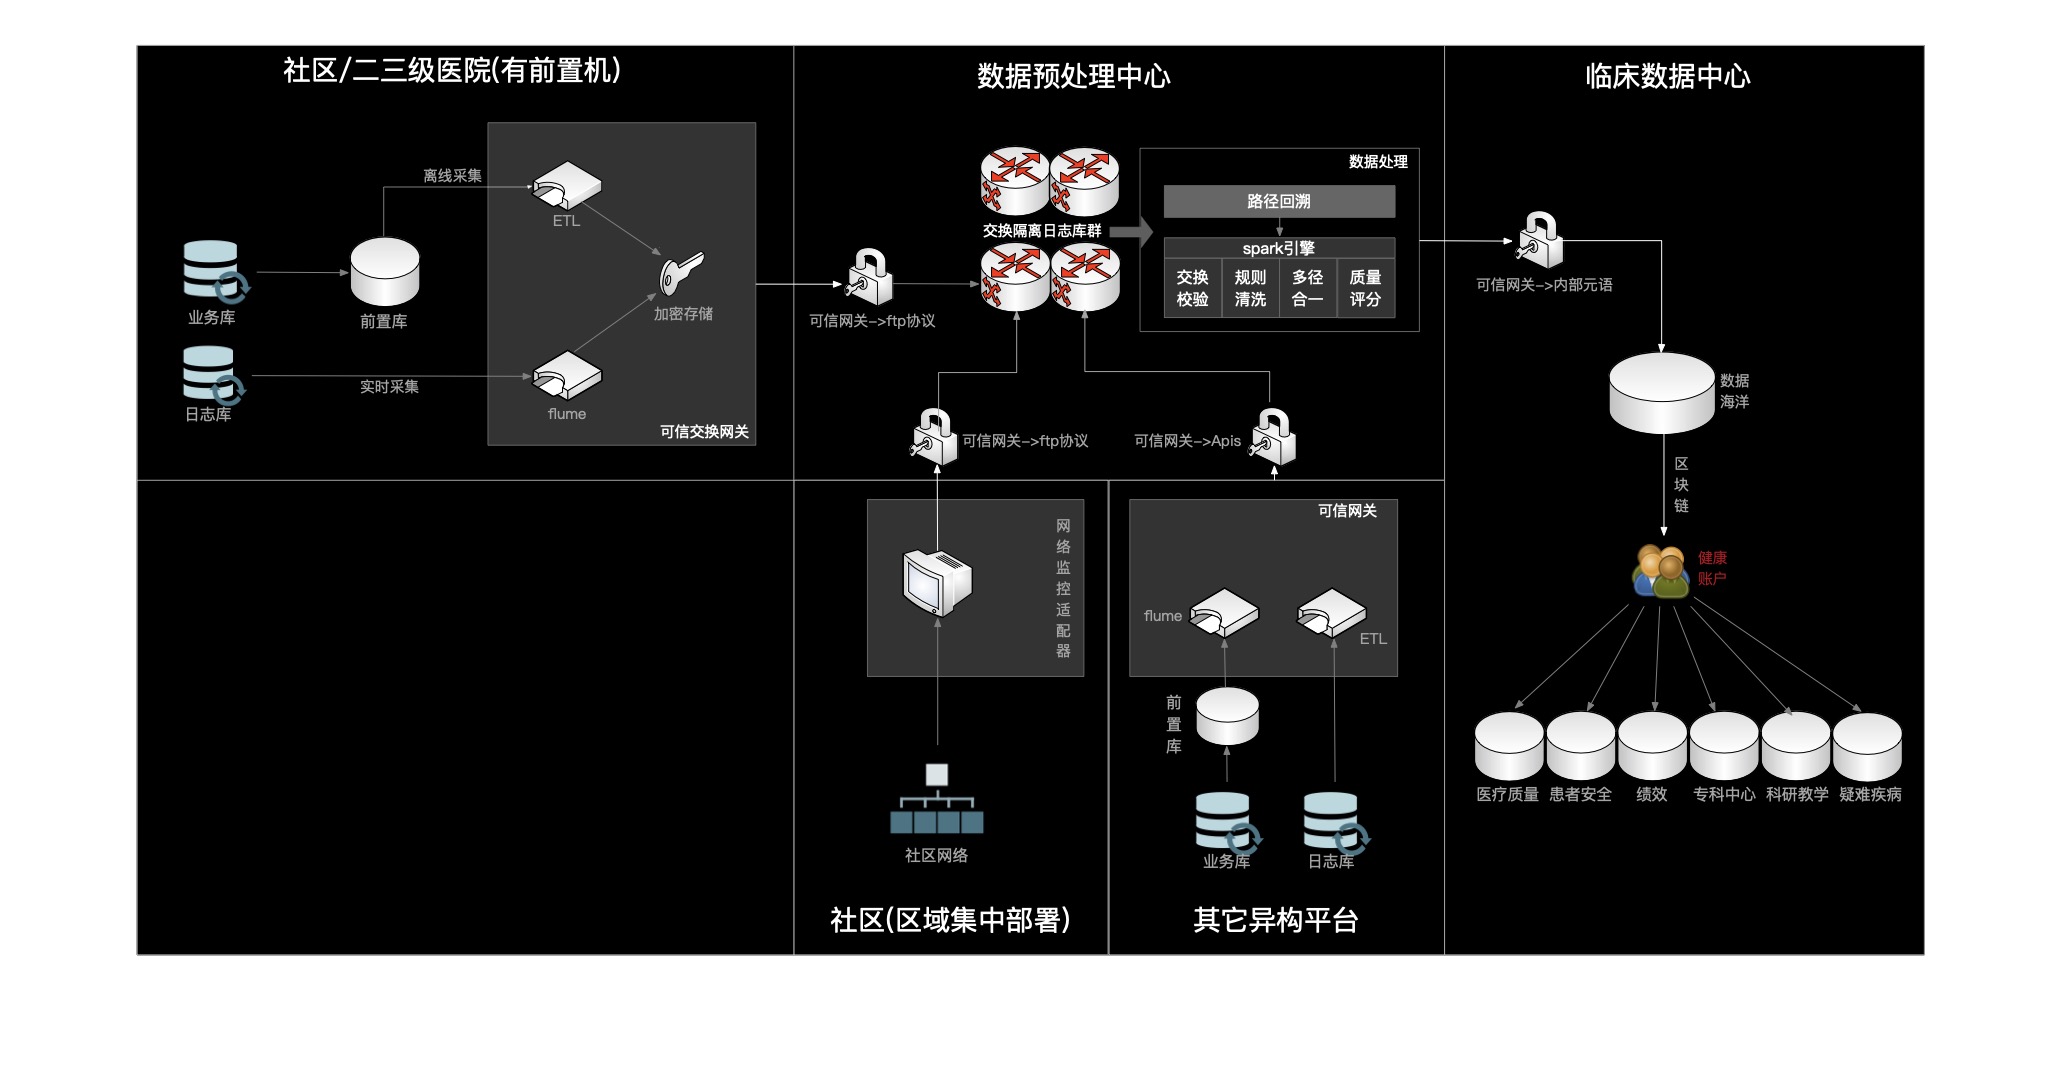 社区/二三级医院(有前置机)
离线采集
ETL
业务库
前置库
加密存储
实时采集
日志库
flume
可信交换网关
数据预处理中心
数据处理
路径回溯
交换隔离日志库群
spark引擎
交换
校验
规则
清洗
多径
合一
质量
评分
可信网关->ftp协议
可信网关->ftp协议
可信网关->Apis
临床数据中心
可信网关->内部元语
数据
海洋
区
块
链
健康
账户
医疗质量
患者安全
绩效
专科中心
科研教学
疑难疾病
网
络
监
控
适
配
器
社区网络
社区(区域集中部署)
可信网关
flume
ETL
前
置
库
业务库
日志库
其它异构平台